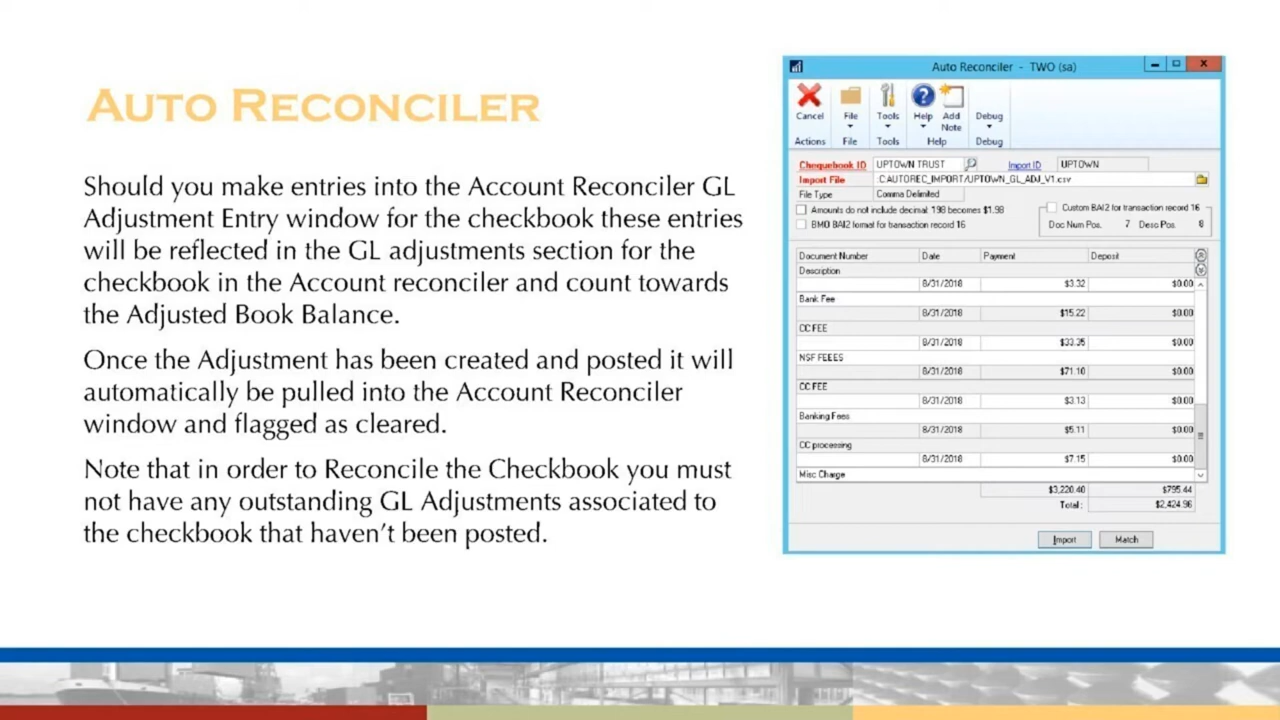 AUTO RECONCILER
Should you make entries into the Account Reconciler GL
Adjustment Entry window for the checkbook these entries
will be reflected in the GL adjustments section for the
checkbook in the Account reconciler and count towards
the Adjusted Book Balance.
Once the Adjustment has been created and posted it will
automatically be pulled into the Account Reconciler
window and flagged as cleared.
Note that in order to Reconcile the Checkbook you must
not have any outstanding GL Adjustments associated to
the checkbook that haven't been posted.
Auto Reconciler - TWO (sa)
Cancel File Tools Help Add Note Debug
Actions File Tools Help Debug
Chequebook ID UPTOWN TRUST Import ID UPTOWN
Import File :C:AUTOREC_IMPORT/UPTOWN_GL_ADJ_V1.csv
File Type Comma Delimited
Amounts do not include decimal: 198 becomes $1.98
Custom BAI2 for transaction record 16
BMO BAI2 format for transaction record 16
Doc Num Pos. 7 Desc Pos. 8
Document Number Date Payment Deposit
Description
8/31/2018 $3.32 $0.00
Bank Fee
8/31/2018 $15.22 $0.00
CC FEE
8/31/2018 $33.35 $0.00
NSF FEEES
8/31/2018 $71.10 $0.00
CC FEE
8/31/2018 $3.13 $0.00
Banking Fees
8/31/2018 $5.11 $0.00
CC processing
8/31/2018 $7.15 $0.00
Misc Charge
$3,220.40 $795.44
Total: $2,424.96
Import Match